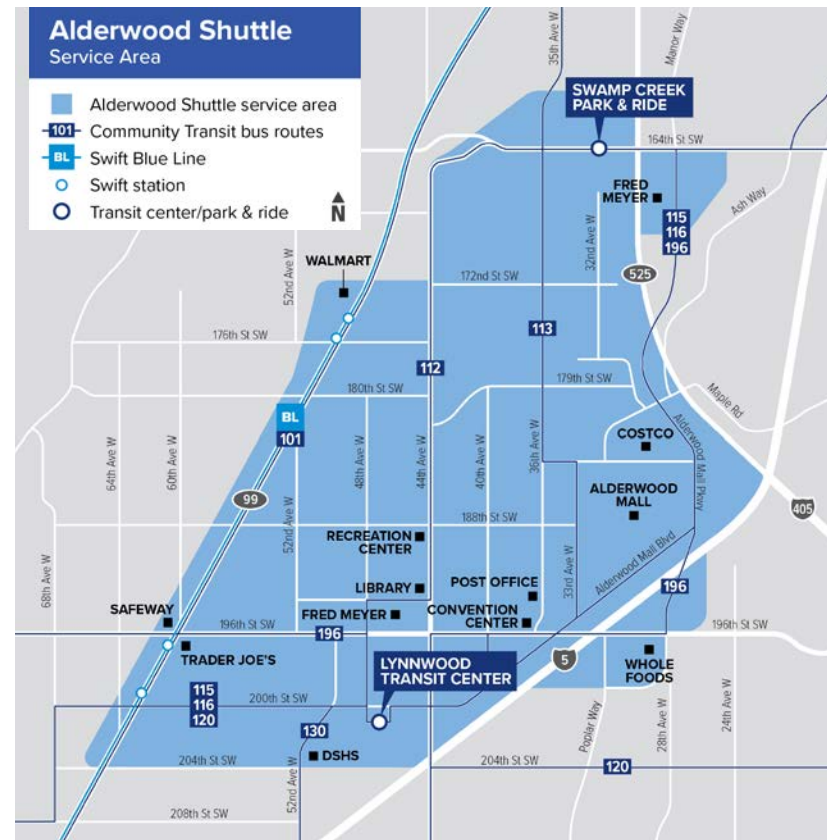 Alderwood Shuttle
Service Area
Alderwood Shuttle service area
101 Community Transit bus routes
BL Swift Blue Line
Swift station
Transit center/park & ride
N
35th Ave W
Manor Way
SWAMP CREEK
PARK & RIDE
164th St SW
FRED
MEYER
115
116
196
Ash Way
32nd Ave W
52nd Ave W
WALMART
172nd St SW
525
176th St SW
113
112
180th St SW
179th St SW
Maple Rd
BL
101
COSTCO
Alderwood Mall Pkwy
64th Ave W
60th Ave W
48th Ave W
44th Ave W
40th Ave W
36th Ave W
ALDERWOOD
MALL
99
405
188th St SW
52nd Ave W
RECREATION
CENTER
Alderwood Mall Blvd
68th Ave W
LIBRARY
POST OFFICE
33rd Ave W
196
SAFEWAY
FRED MEYER
CONVENTION
CENTER
196th St SW
196
196th St SW
TRADER JOE'S
LYNNWOOD
TRANSIT CENTER
5
WHOLE
FOODS
115
116
120
200th St SW
130
Poplar Way
28th Ave W
24th Ave W
DSHS
204th St SW
204th St SW
120
52nd Ave W
208th St SW